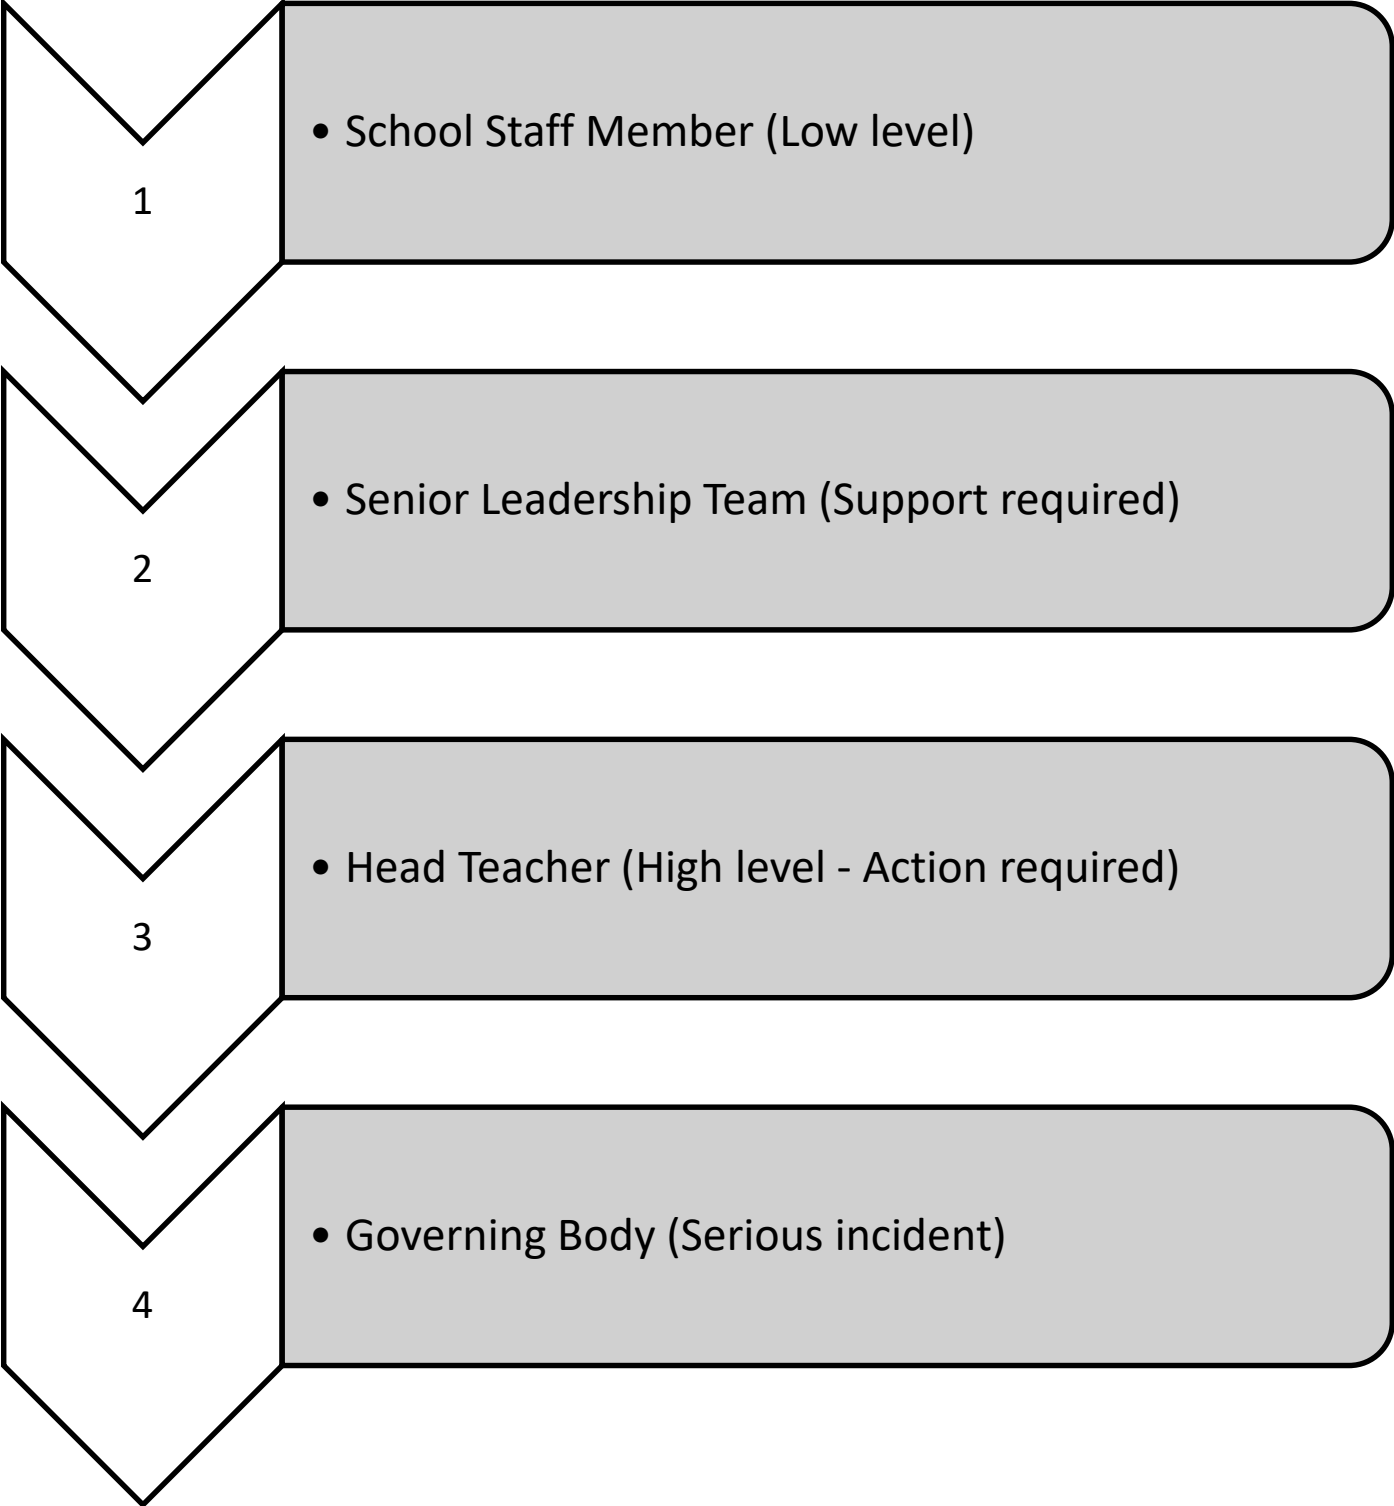 1
• School Staff Member (Low level)
2
• Senior Leadership Team (Support required)
3
• Head Teacher (High level - Action required)
4
• Governing Body (Serious incident)